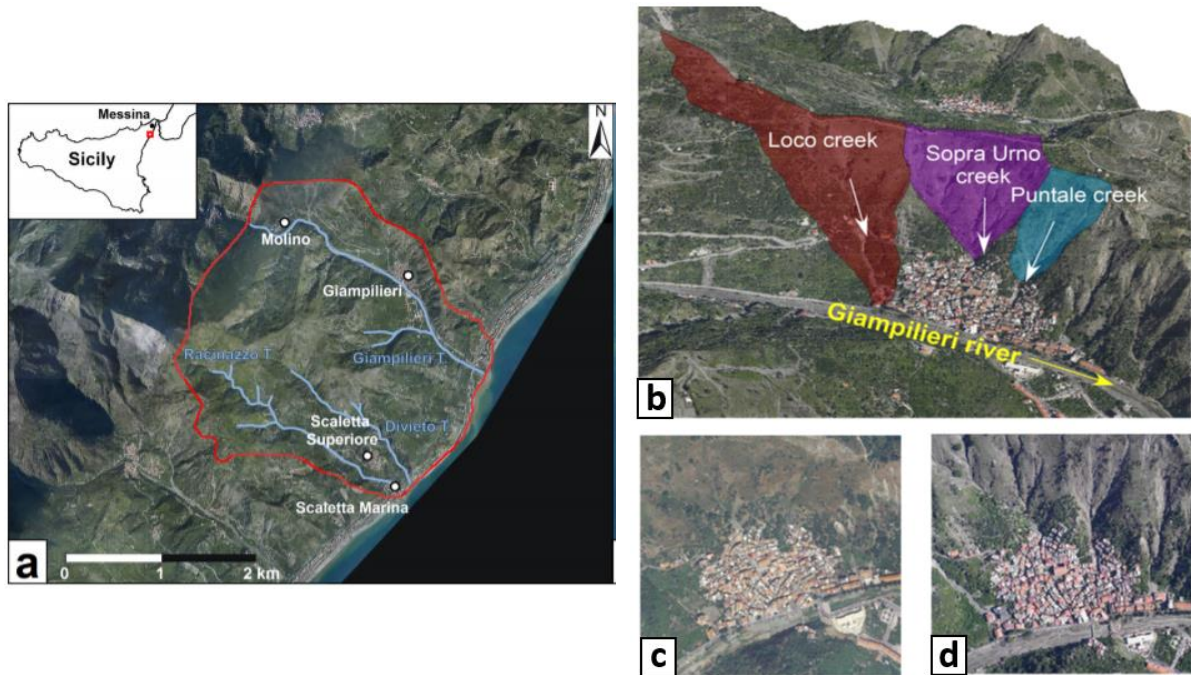 Messina
Sicily
N
Molino
Giampilieri
Racinazzo T.
Giampilieri T.
Scaletta
Superiore
Divieto T.
Scaletta Marina
a
0 1 2 km
Loco creek
Sopra Urno
creek
Puntale creek
Giampilieri river
b
c
d